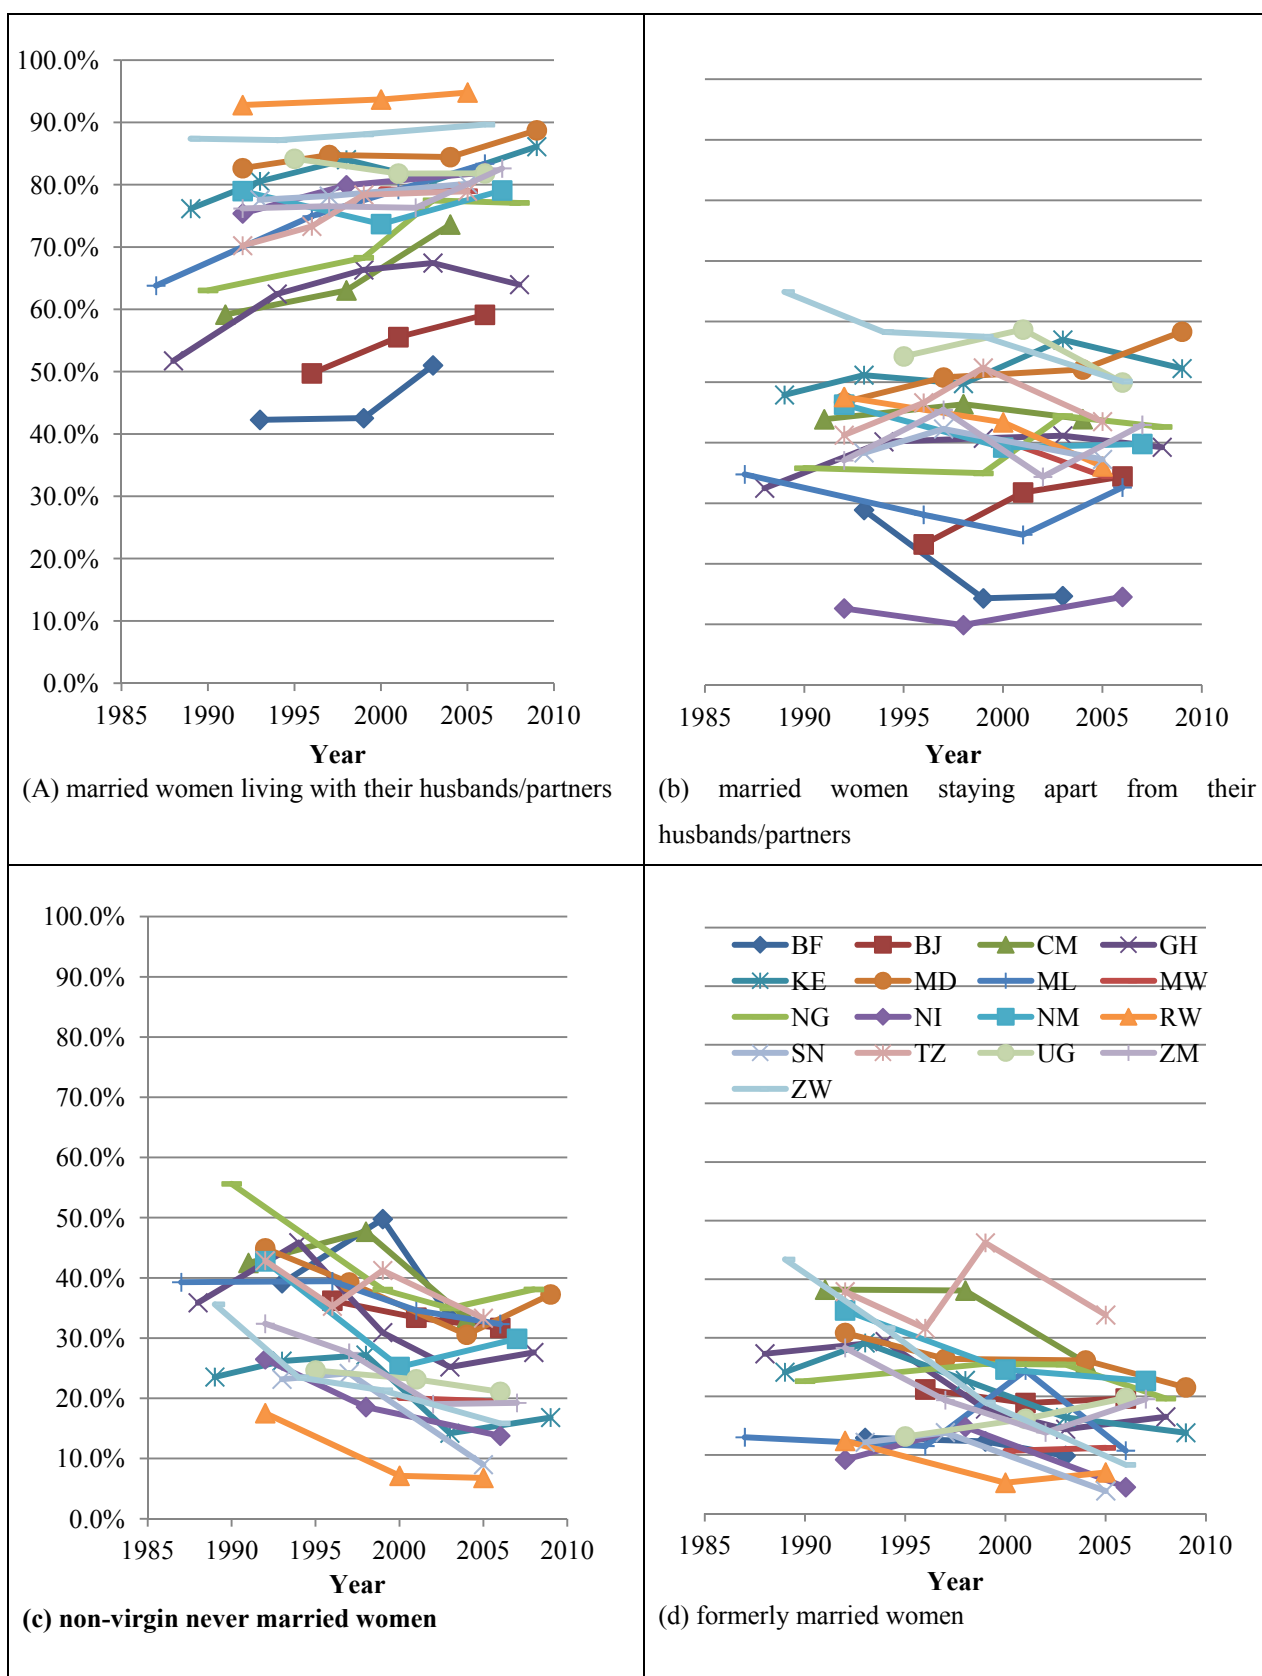 100.0%
90.0%
80.0%
70.0%
60.0%
50.0%
40.0%
30.0%
20.0%
10.0%
0.0%
1985 1990 1995 2000 2005 2010
Year
(A) married women living with their husbands/partners
1985 1990 1995 2000 2005 2010
Year
(b) married women staying apart from their
husbands/partners
100.0%
90.0%
80.0%
70.0%
60.0%
50.0%
40.0%
30.0%
20.0%
10.0%
0.0%
1985 1990 1995 2000 2005 2010
Year
(c) non-virgin never married women
BF BJ CM GH
KE MD ML MW
NG NI NM RW
SN TZ UG ZM
ZW
1985 1990 1995 2000 2005 2010
Year
(d) formerly married women